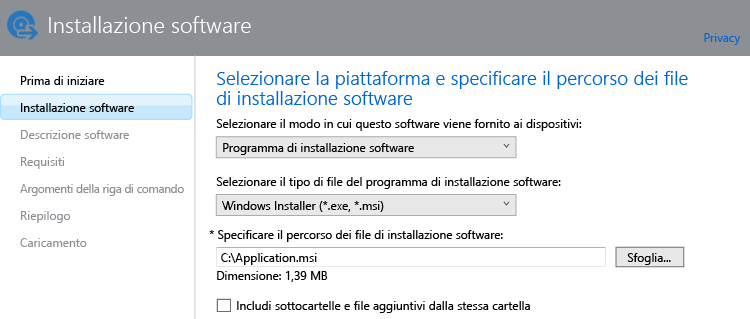 Installazione software
Privacy
Prima di iniziare
Installazione software
Descrizione software
Requisiti
Argomenti della riga di comando
Riepilogo
Caricamento
Selezionare la piattaforma e specificare il percorso dei file
di installazione software
Selezionare il modo in cui questo software viene fornito ai dispositivi:
Programma di installazione software
Selezionare il tipo di file del programma di installazione software:
Windows Installer (*.exe, *.msi)
* Specificare il percorso dei file di installazione software:
C:\Application.msi
Sfoglia...
Dimensione: 1,39 MB
Includi sottocartelle e file aggiuntivi dalla stessa cartella